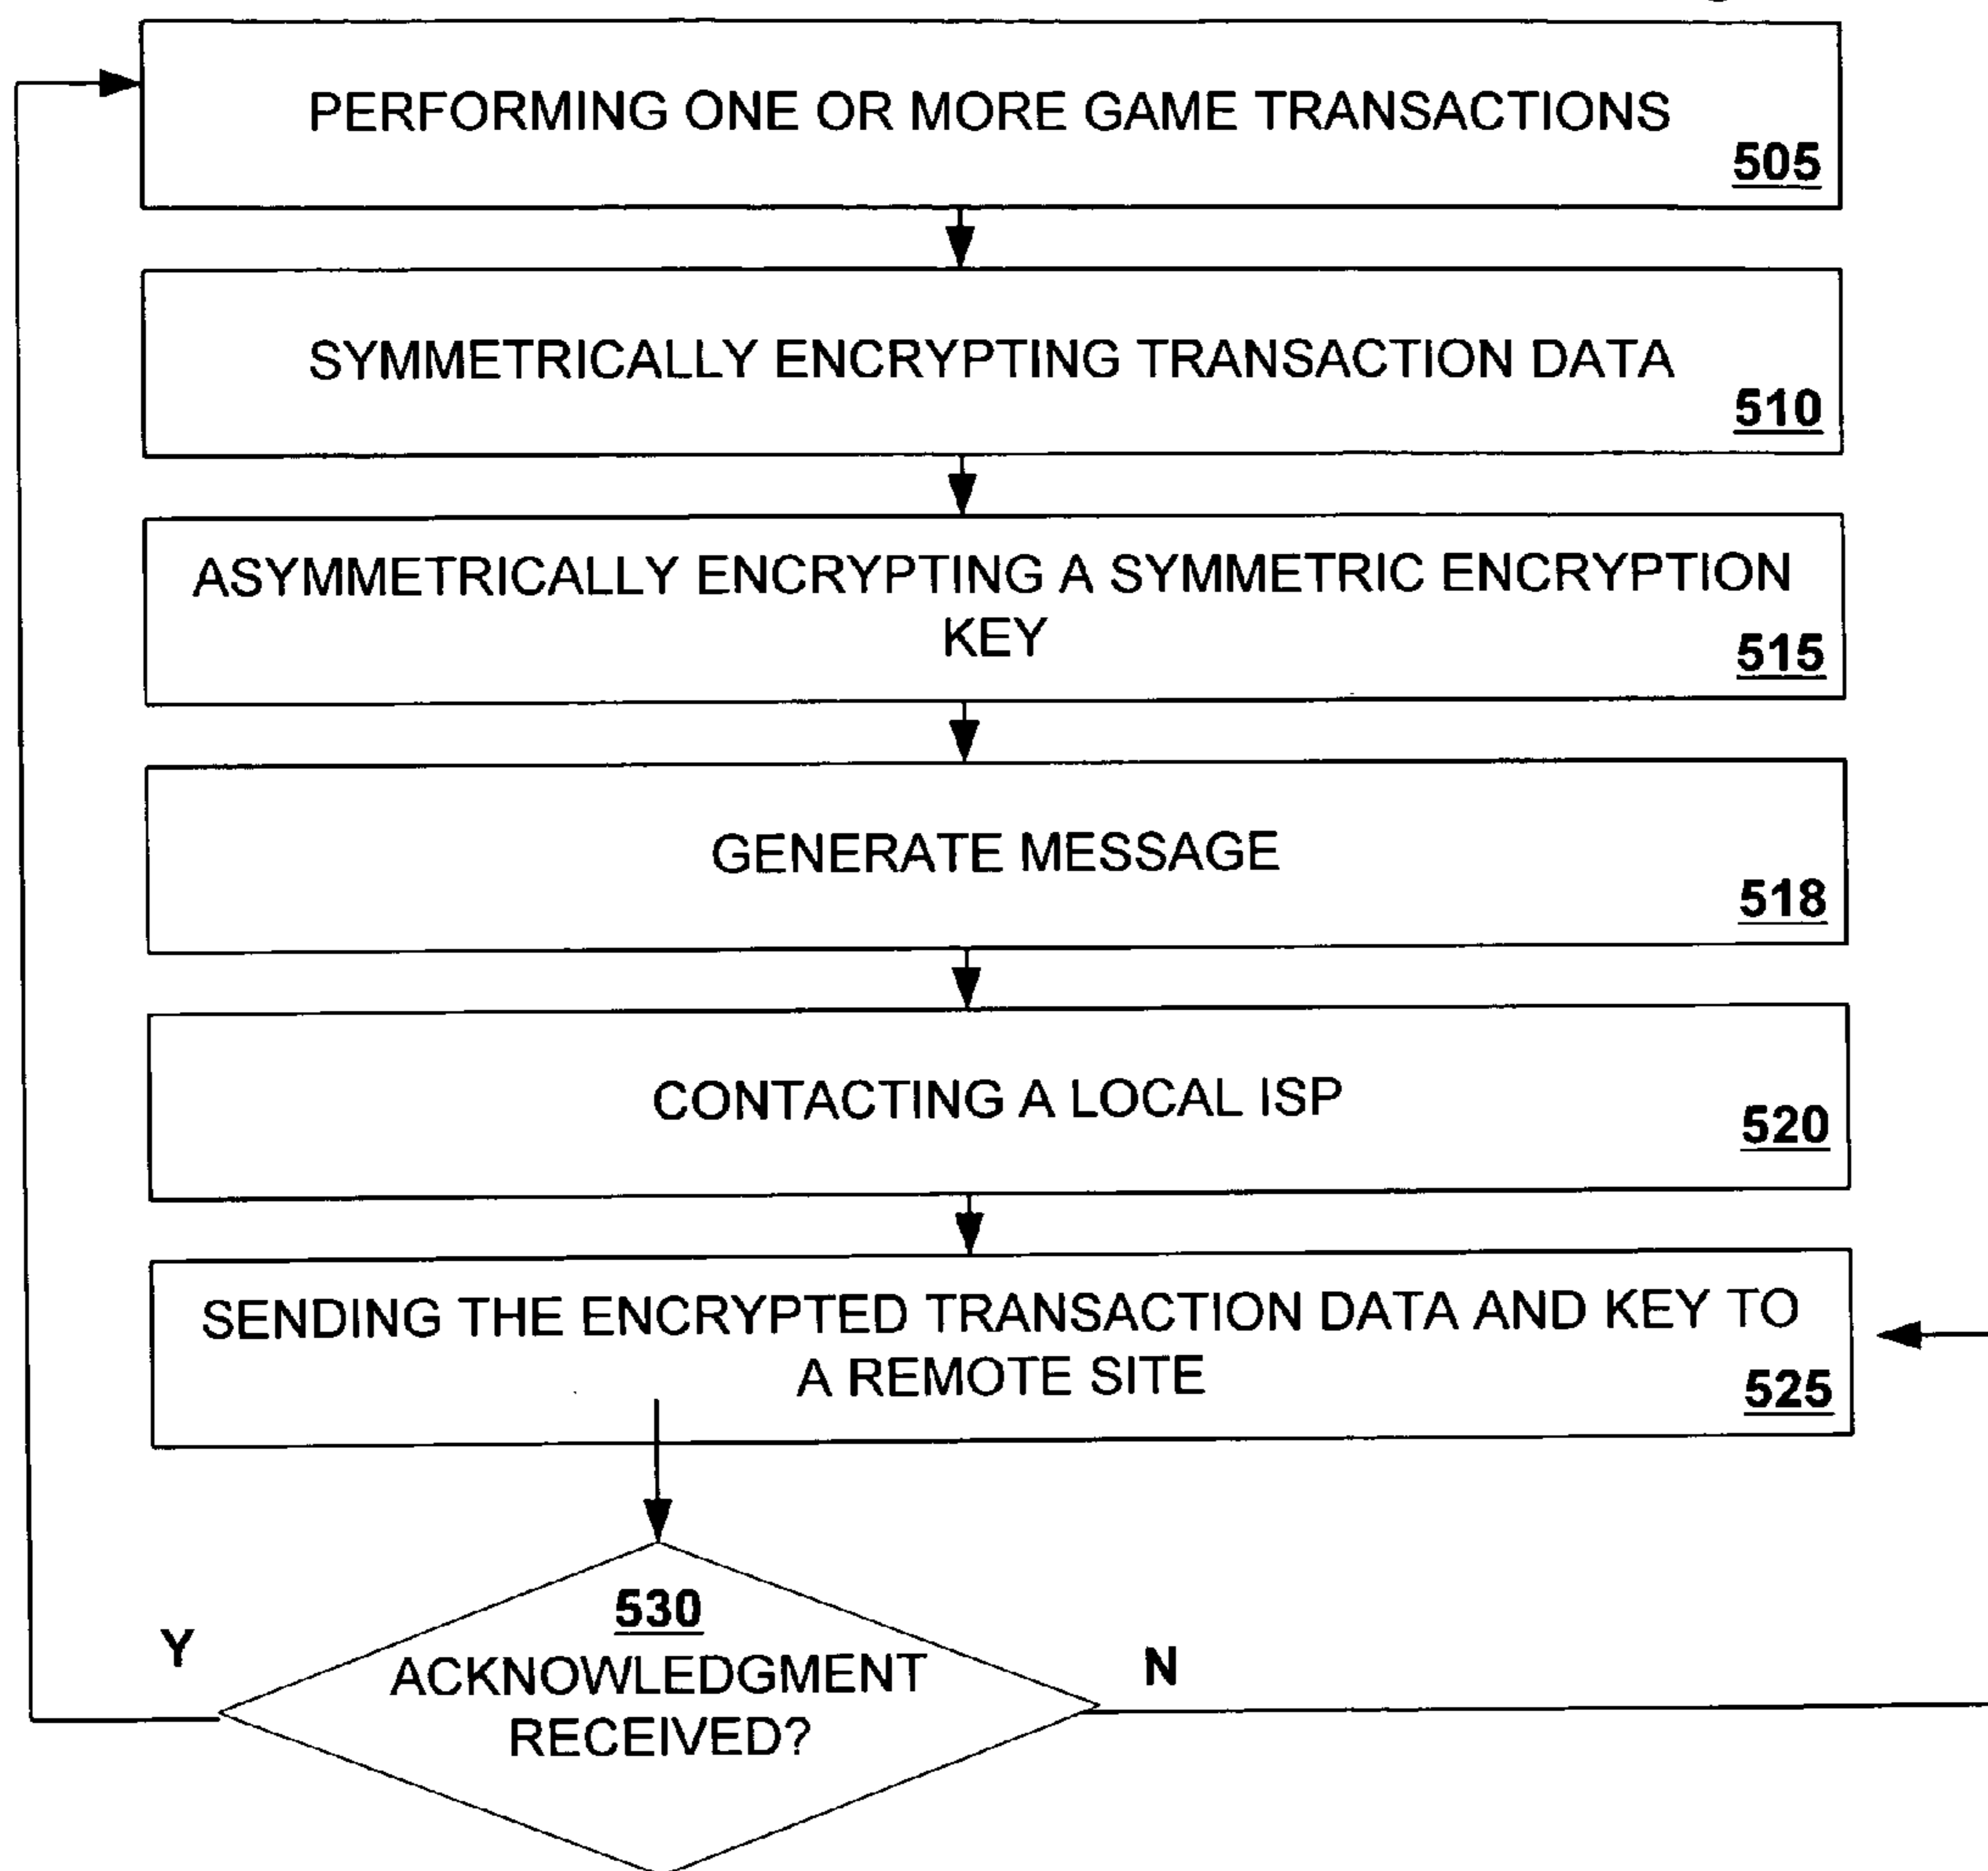 PERFORMING ONE OR MORE GAME TRANSACTIONS
505
SYMMETRICALLY ENCRYPTING TRANSACTION DATA
510
ASYMMETRICALLY ENCRYPTING A SYMMETRIC ENCRYPTION
KEY
515
GENERATE MESSAGE
518
CONTACTING A LOCAL ISP
520
SENDING THE ENCRYPTED TRANSACTION DATA AND KEY TO
A REMOTE SITE
525
530
Y
ACKNOWLEDGMENT
N
RECEIVED?